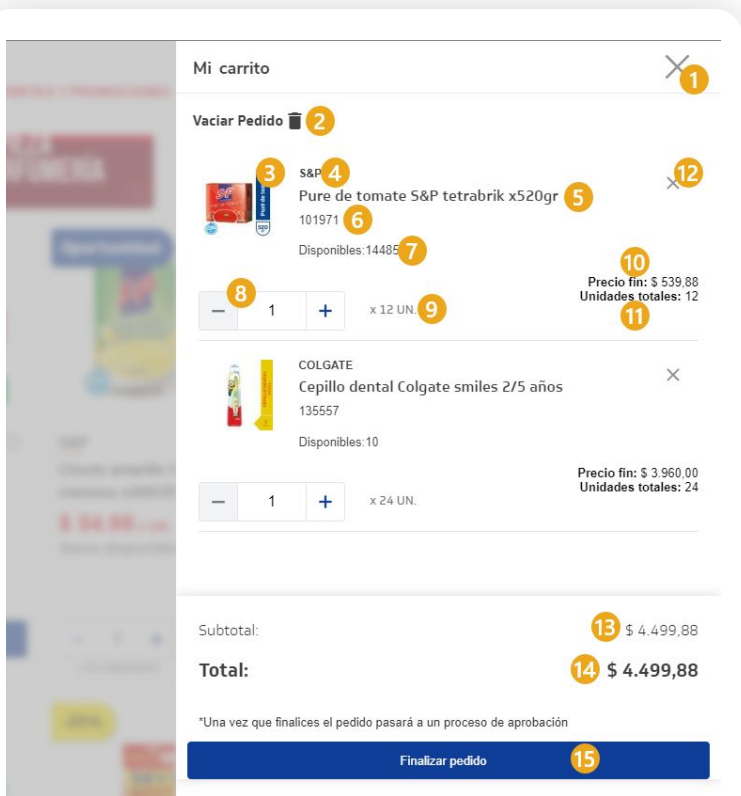 Mi carrito
1
Vaciar Pedido 2
3 S&P 4 12
Pure de tomate S&P tetrabrik x520gr 5
101971 6
Disponibles:14485 7
10
Precio fin: $ 539,88
8
− 1 + x 12 UN. 9 Unidades totales: 12
11
COLGATE
Cepillo dental Colgate smiles 2/5 años
135557
Disponibles:10
Precio fin: $ 3.960,00
Unidades totales: 24
− 1 + x 24 UN.
Subtotal: 13 $ 4.499,88
Total: 14 $ 4.499,88
*Una vez que finalices el pedido pasará a un proceso de aprobación
Finalizar pedido 15